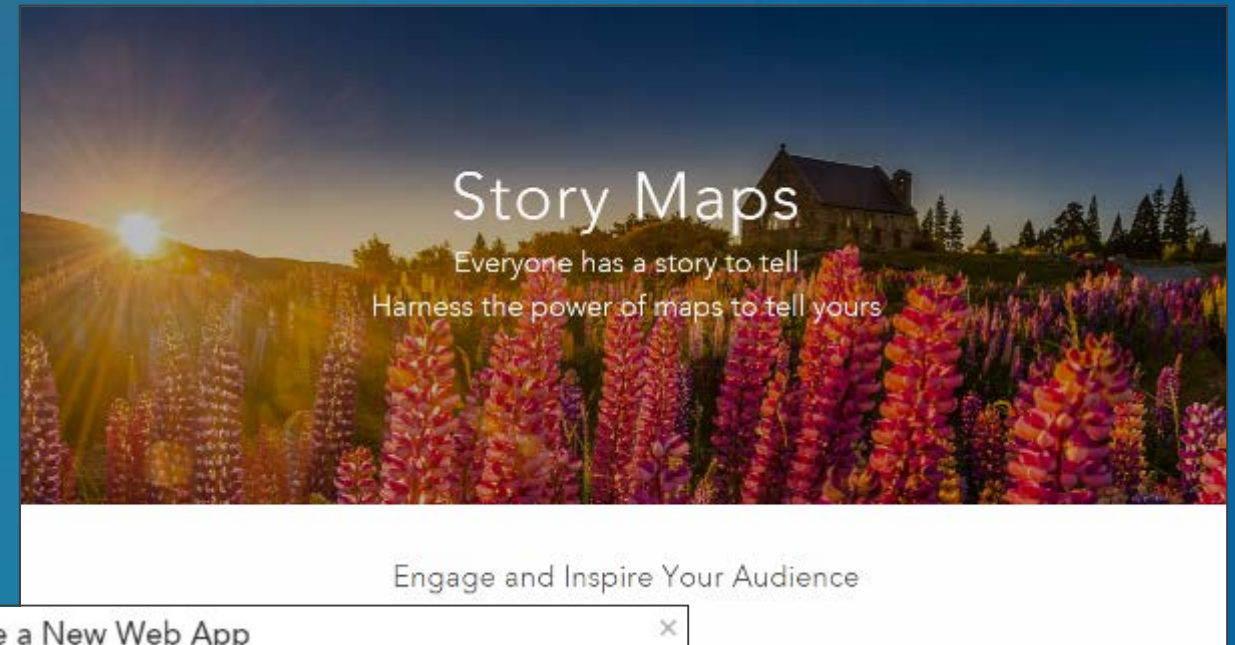 Story Maps
Everyone has a story to tell
Harness the power of maps to tell yours
Engage and Inspire Your Audience
a New Web App